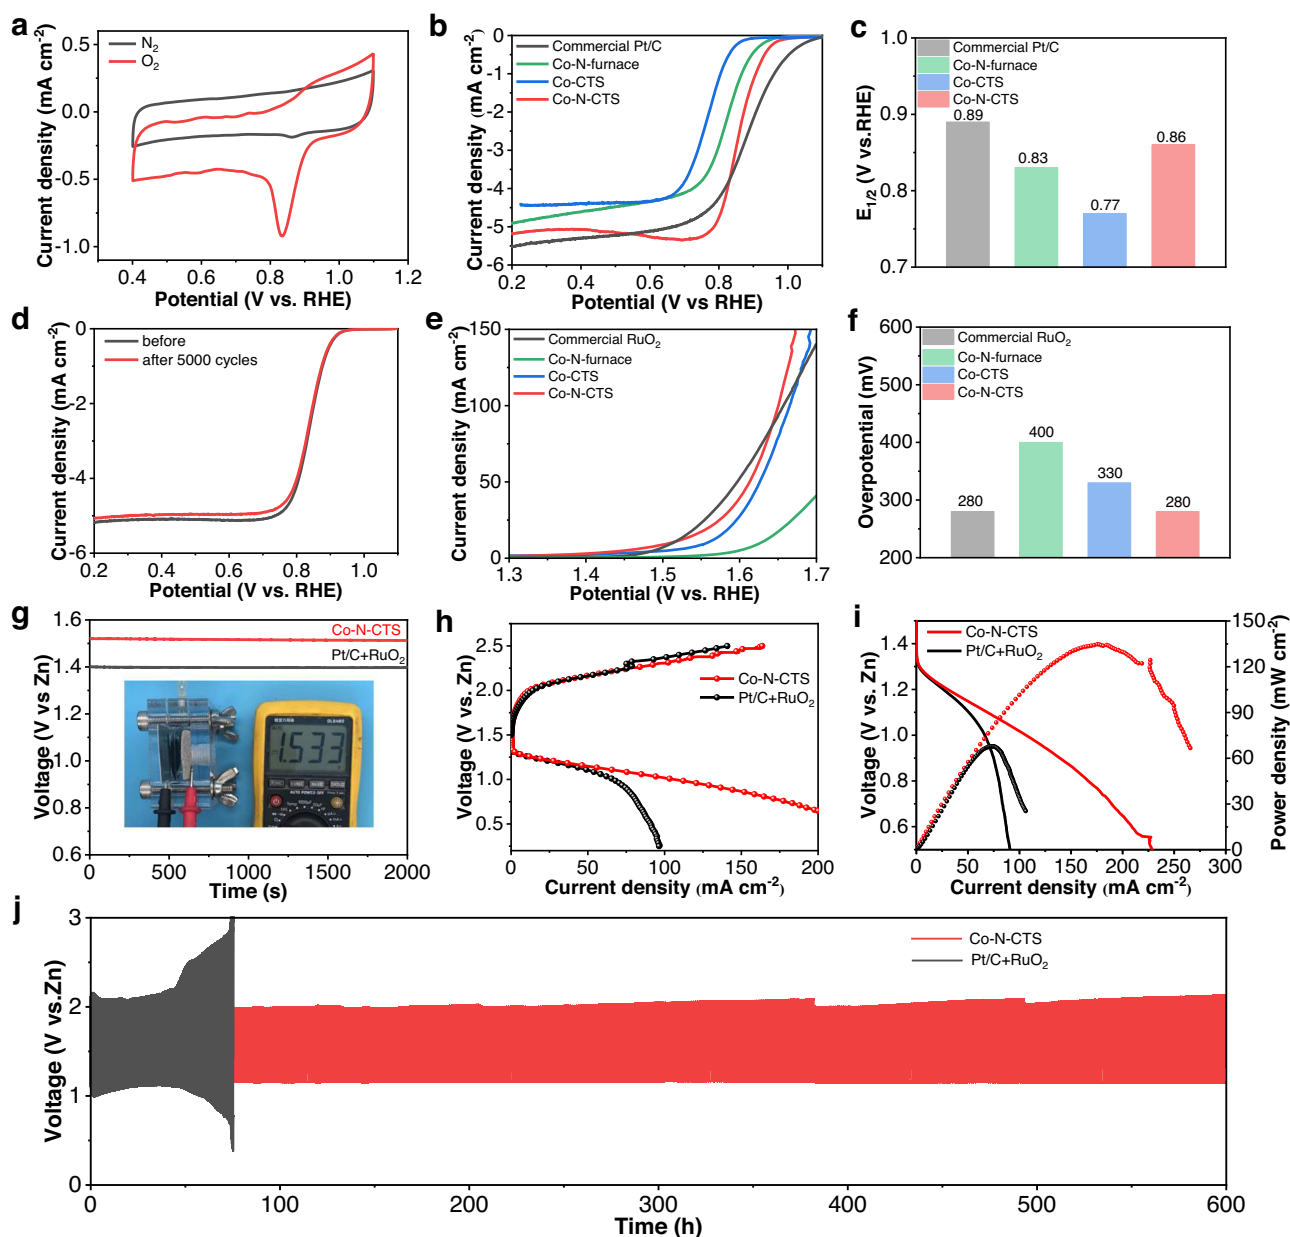 a
N₂
O₂
0.5
0.0
-0.5
-1.0
0.4
0.6
0.8
1.0
1.2
Current density (mA cm⁻²)
Potential (V vs. RHE)
b
Commercial Pt/C
Co-N-furnace
Co-CTS
Co-N-CTS
0
-1
-2
-3
-4
-5
-6
0.2
0.4
0.6
0.8
1.0
Current density (mA cm⁻²)
Potential (V vs RHE)
c
Commercial Pt/C
Co-N-furnace
Co-CTS
Co-N-CTS
1.0
0.9
0.8
0.7
0.89
0.83
0.77
0.86
E₁/₂ (V vs.RHE)
d
before
after 5000 cycles
0
-2
-4
-6
0.2
0.4
0.6
0.8
1.0
Current density (mA cm⁻²)
Potential (V vs. RHE)
e
Commercial RuO₂
Co-N-furnace
Co-CTS
Co-N-CTS
150
100
50
0
1.3
1.4
1.5
1.6
1.7
Current density (mA cm⁻²)
Potential (V vs. RHE)
f
Commercial RuO₂
Co-N-furnace
Co-CTS
Co-N-CTS
600
500
400
300
200
280
400
330
280
Overpotential (mV)
g
Co-N-CTS
Pt/C+RuO₂
1.6
1.4
1.2
1.0
0.8
0.6
0
500
1000
1500
2000
Voltage (V vs Zn)
Time (s)
1.533
h
Co-N-CTS
Pt/C+RuO₂
2.5
2.0
1.5
1.0
0.5
0
50
100
150
200
Voltage (V vs. Zn)
Current density (mA cm⁻²)
i
Co-N-CTS
Pt/C+RuO₂
1.4
1.2
1.0
0.8
0.6
0
50
100
150
200
250
300
150
120
90
60
30
0
Voltage (V vs. Zn)
Power density (mW cm⁻²)
Current density (mA cm⁻²)
j
Co-N-CTS
Pt/C+RuO₂
3
2
1
0
0
100
200
300
400
500
600
Voltage (V vs.Zn)
Time (h)